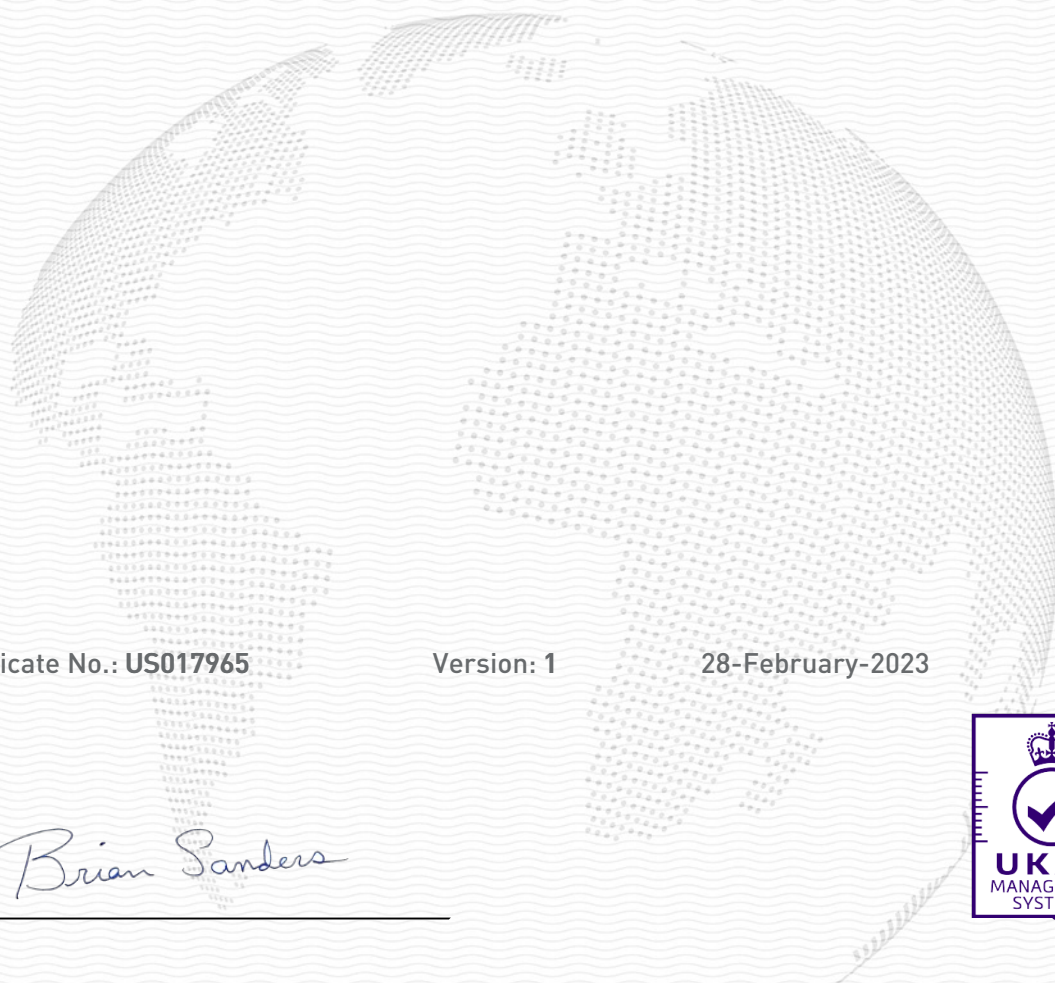 icate No.: US017965 Version: 1 28-February-2023
Brian Sanders
UK
MANAG
SYST